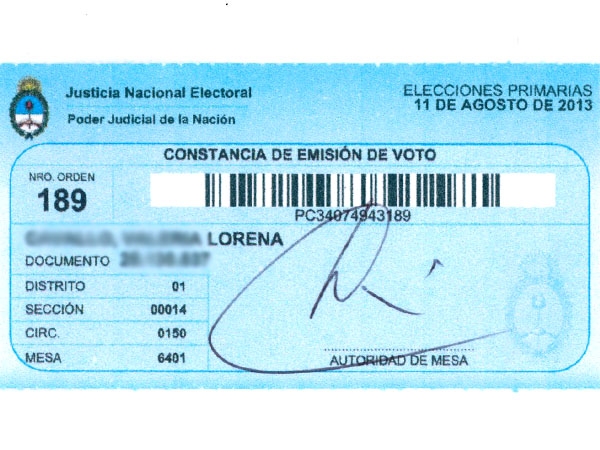 Justicia Nacional Electoral
Poder Judicial de la Nación
ELECCIONES PRIMARIAS
11 DE AGOSTO DE 2013
CONSTANCIA DE EMISIÓN DE VOTO
NRO. ORDEN
189
PC34074943189
LORENA
DOCUMENTO
DISTRITO 01
SECCIÓN 00014
CIRC. 0150
MESA 6401
AUTORIDAD DE MESA